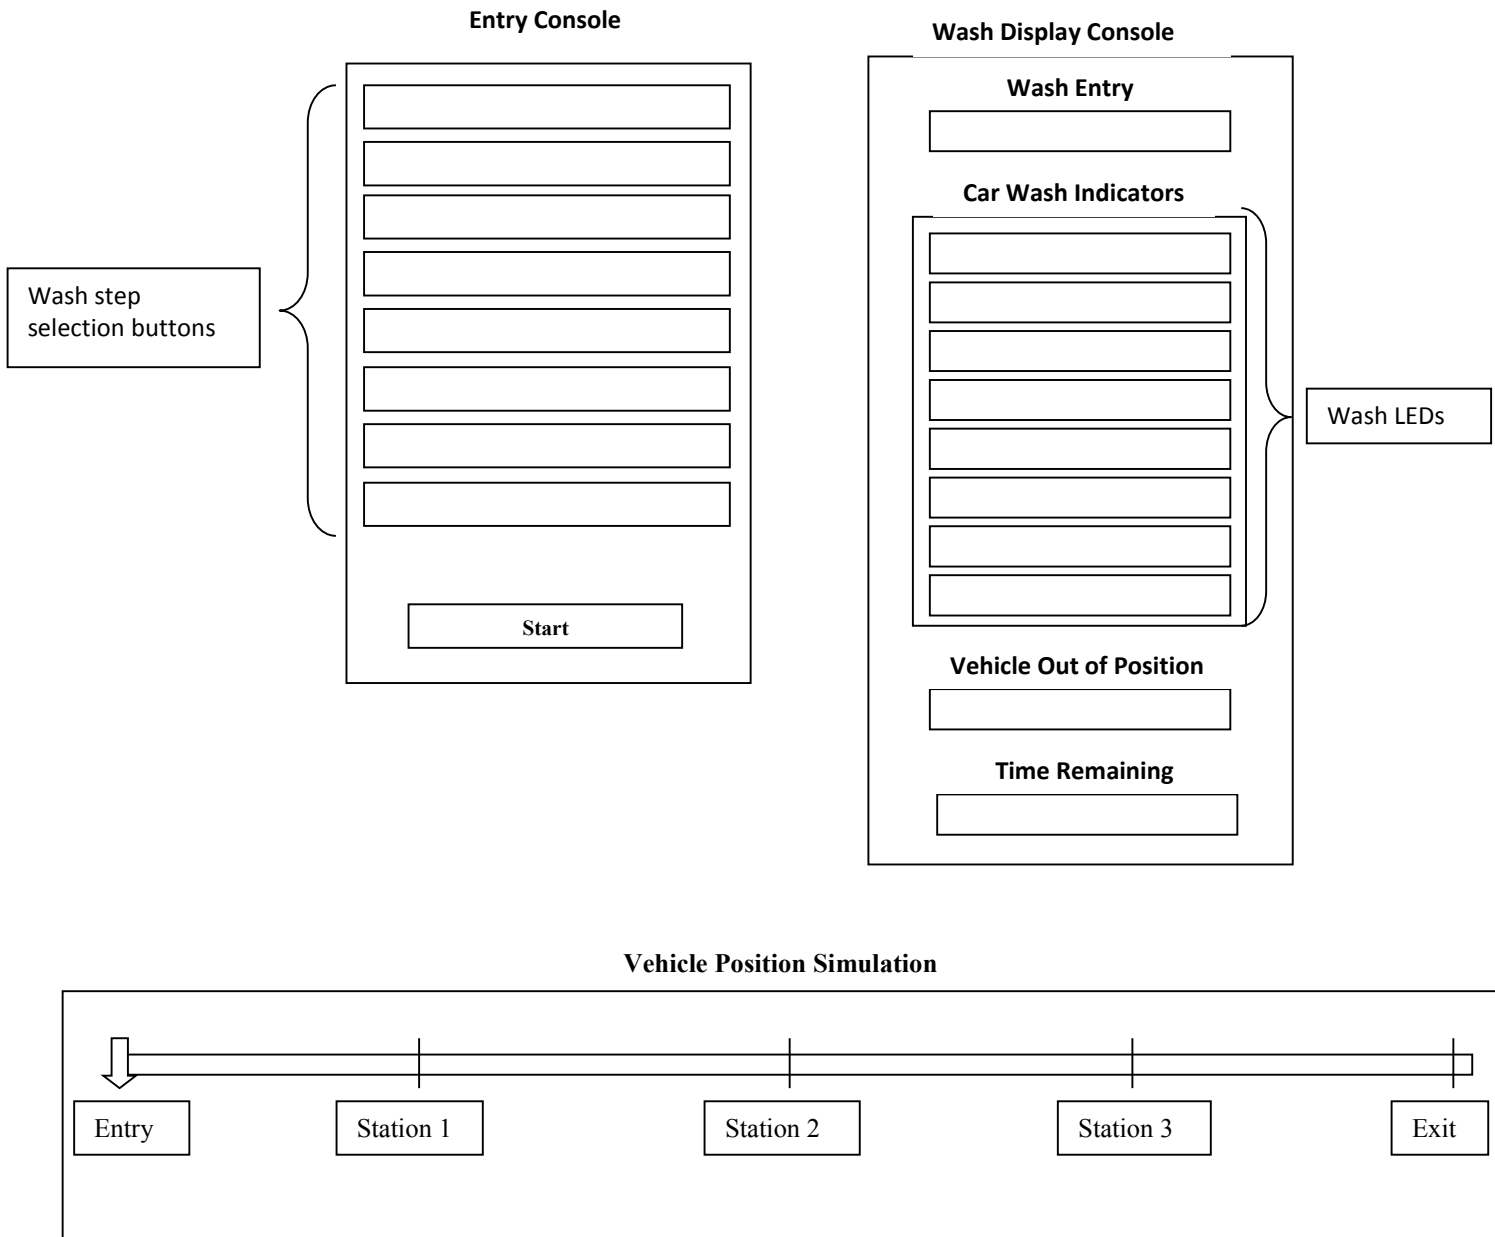 Entry Console
Wash step
selection buttons
Start
Wash Display Console
Wash Entry
Car Wash Indicators
Wash LEDs
Vehicle Out of Position
Time Remaining
Vehicle Position Simulation
Entry
Station 1
Station 2
Station 3
Exit